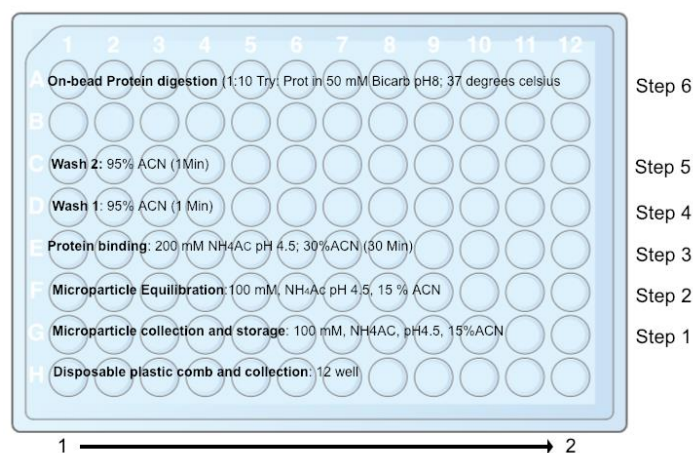 1 2 3 4 5 6 7 8 9 10 11 12
A On-bead Protein digestion (1:10 Try: Prot in 50 mM Bicarb pH8; 37 degrees celsius Step 6
B
C Wash 2: 95% ACN (1Min) Step 5
D Wash 1: 95% ACN (1 Min) Step 4
E Protein binding: 200 mM NH4AC pH 4.5; 30%ACN (30 Min) Step 3
F Microparticle Equilibration:100 mM, NH4Ac pH 4.5, 15 % ACN Step 2
G Microparticle collection and storage: 100 mM, NH4AC, pH4.5, 15%ACN Step 1
H Disposable plastic comb and collection: 12 well
1 2